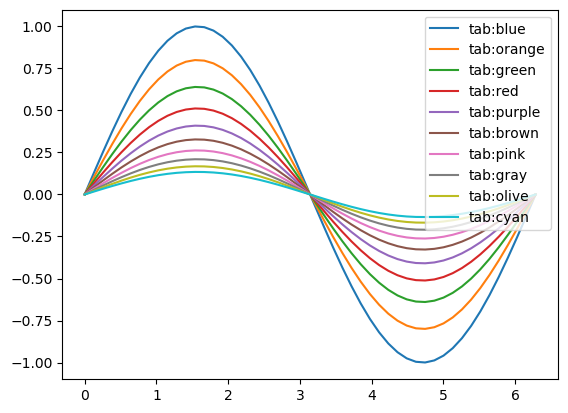 1.00
0.75
0.50
0.25
0.00
−0.25
−0.50
−0.75
−1.00
0 1 2 3 4 5 6
tab:blue
tab:orange
tab:green
tab:red
tab:purple
tab:brown
tab:pink
tab:gray
tab:olive
tab:cyan